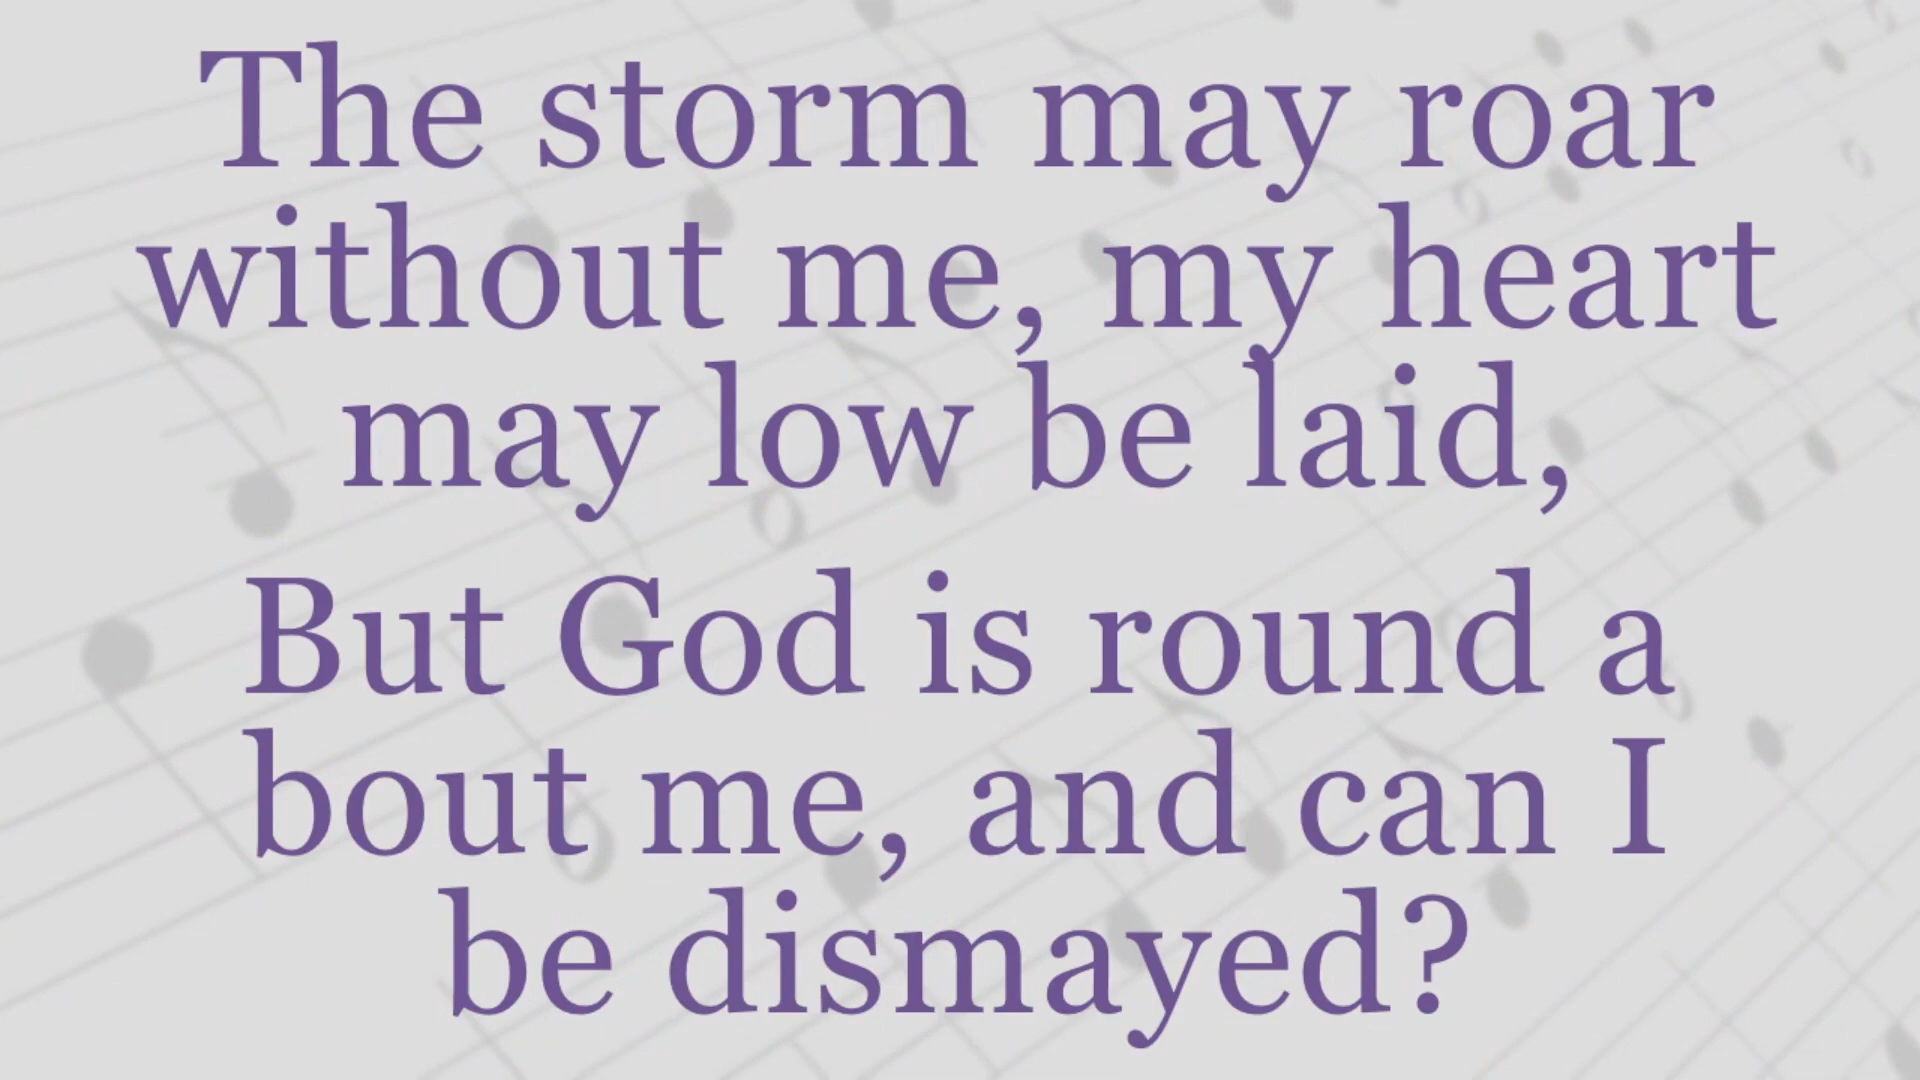 The storm may roar
without me, my heart
may low be laid,
But God is round a
bout me, and can I
be dismayed?